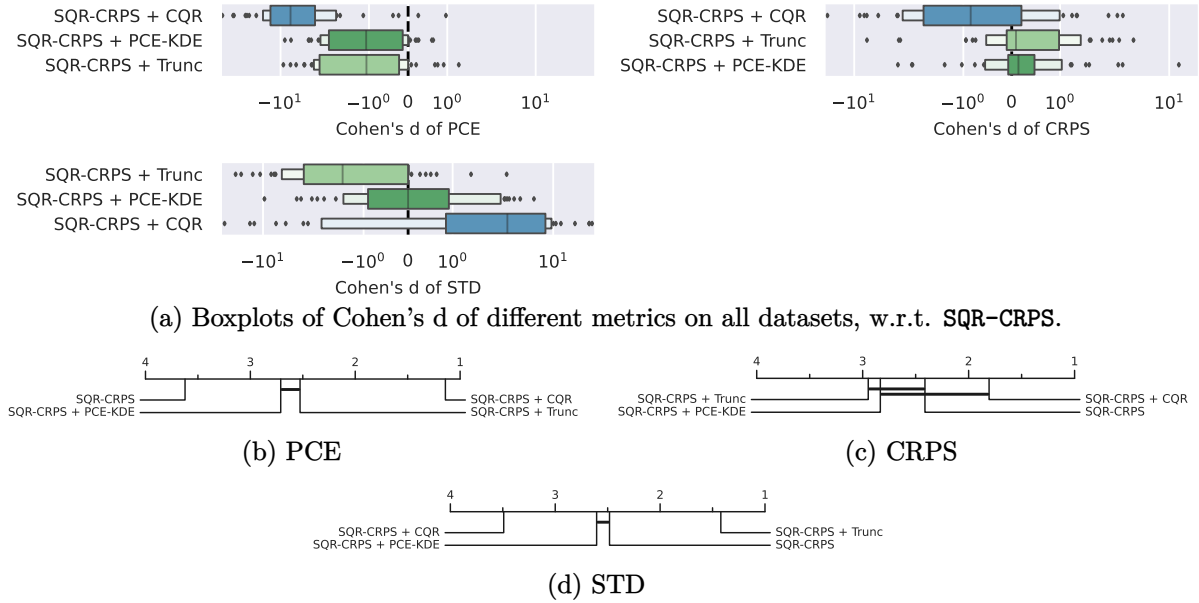 SQR-CRPS + CQR
SQR-CRPS + PCE-KDE
SQR-CRPS + Trunc
−10¹ −10⁰ 0 10⁰ 10¹
Cohen's d of PCE
SQR-CRPS + CQR
SQR-CRPS + Trunc
SQR-CRPS + PCE-KDE
−10¹ −10⁰ 0 10⁰ 10¹
Cohen's d of CRPS
SQR-CRPS + Trunc
SQR-CRPS + PCE-KDE
SQR-CRPS + CQR
−10¹ −10⁰ 0 10⁰ 10¹
Cohen's d of STD
(a) Boxplots of Cohen's d of different metrics on all datasets, w.r.t. SQR-CRPS.
4 3 2 1
SQR-CRPS SQR-CRPS + CQR
SQR-CRPS + PCE-KDE SQR-CRPS + Trunc
(b) PCE
4 3 2 1
SQR-CRPS + Trunc SQR-CRPS + CQR
SQR-CRPS + PCE-KDE SQR-CRPS
(c) CRPS
4 3 2 1
SQR-CRPS + CQR SQR-CRPS + Trunc
SQR-CRPS + PCE-KDE SQR-CRPS
(d) STD